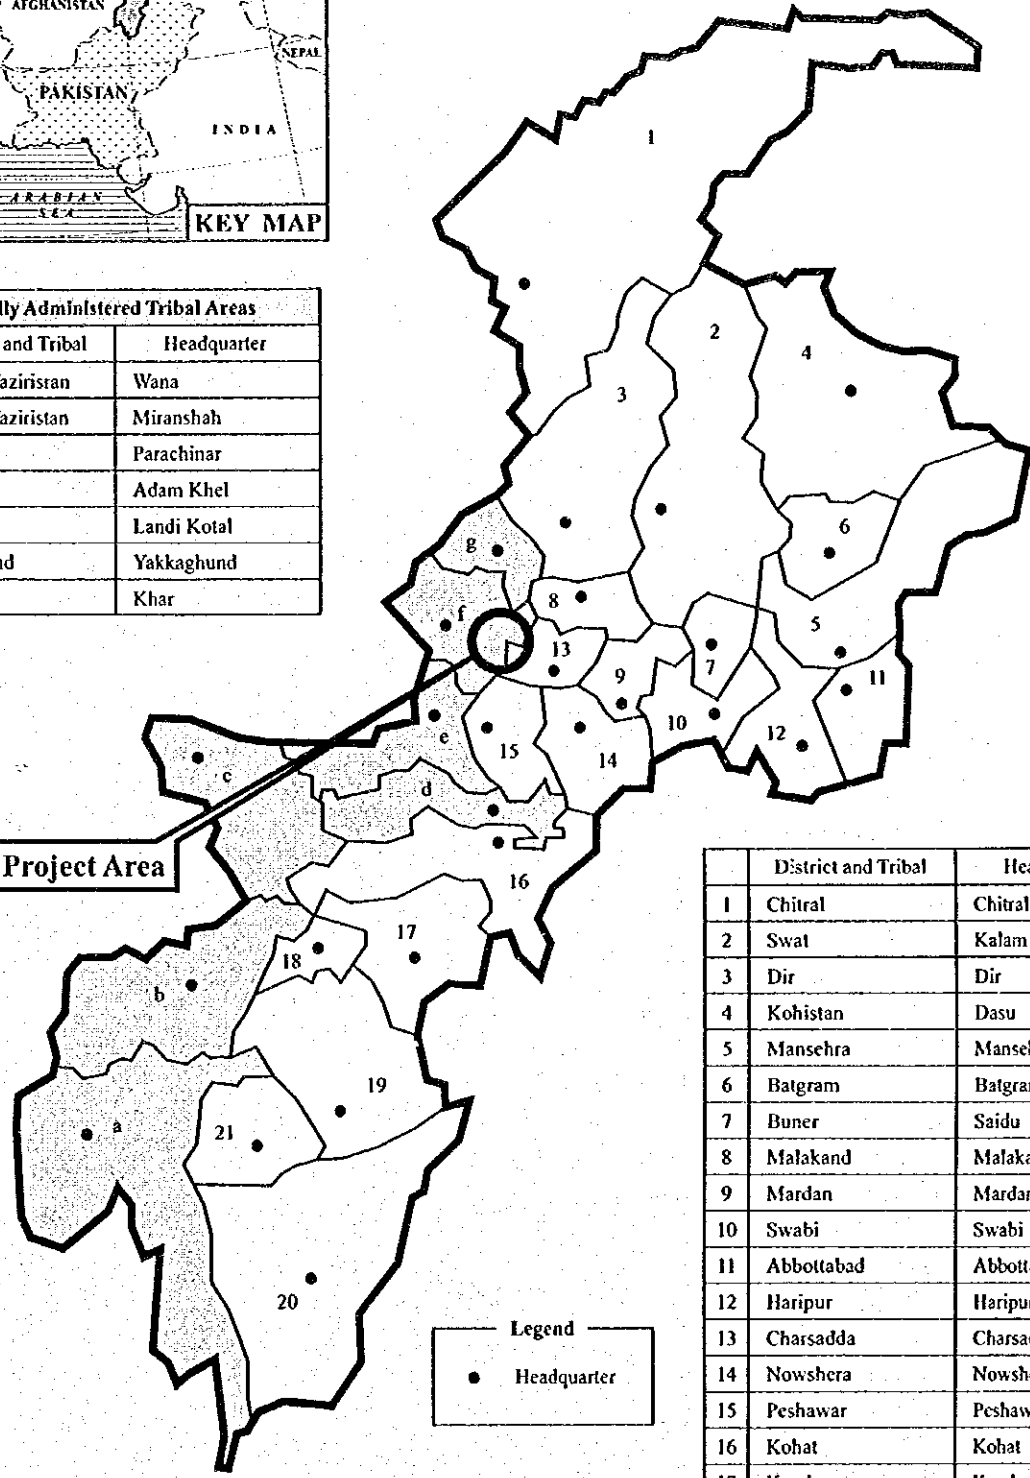 AFGHANISTAN
NEPAL
PAKISTAN
INDIA
ARABIAN
SEA
KEY MAP
lly Administered Tribal Areas
and Tribal Headquarter
aziristan Wana
aziristan Miranshah
Parachinar
Adam Khel
Landi Kotal
nd Yakkaghund
Khar
1
2
4
3
6
g
8
f
5
13
7
9
11
10
12
e
15
14
c
d
Project Area
16
17
18
b
19
a
21
20
Legend
Headquarter
District and Tribal Hea
1 Chitral Chitral
2 Swat Kalam
3 Dir Dir
4 Kohistan Dasu
5 Mansehra Manseh
6 Batgram Batgram
7 Buner Saidu
8 Malakand Malaka
9 Mardan Mardan
10 Swabi Swabi
11 Abbottabad Abbott
12 Haripur Haripur
13 Charsadda Charsa
14 Nowshera Nowsh
15 Peshawar Peshaw
16 Kohat Kohat